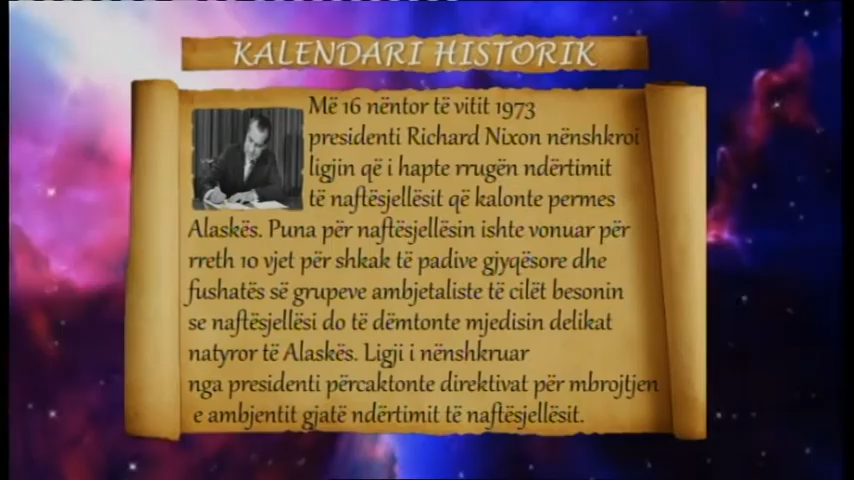 KALENDARI HISTORIK
Më 16 nëntor të vitit 1973
presidenti Richard Nixon nënshkroi
ligjin që i hapte rrugën ndërtimit
të naftësjellësit që kalonte permes
Alaskës. Puna për naftësjellësin ishte vonuar për
rreth 10 vjet për shkak të padive gjyqësore dhe
fushatës së grupeve ambjetaliste të cilët besonin
se naftësjellësi do të dëmtonte mjedisin delikat
natyror të Alaskës. Ligji i nënshkruar
nga presidenti përcaktonte direktivat për mbrojtjen
e ambjentit gjatë ndërtimit të naftësjellësit.